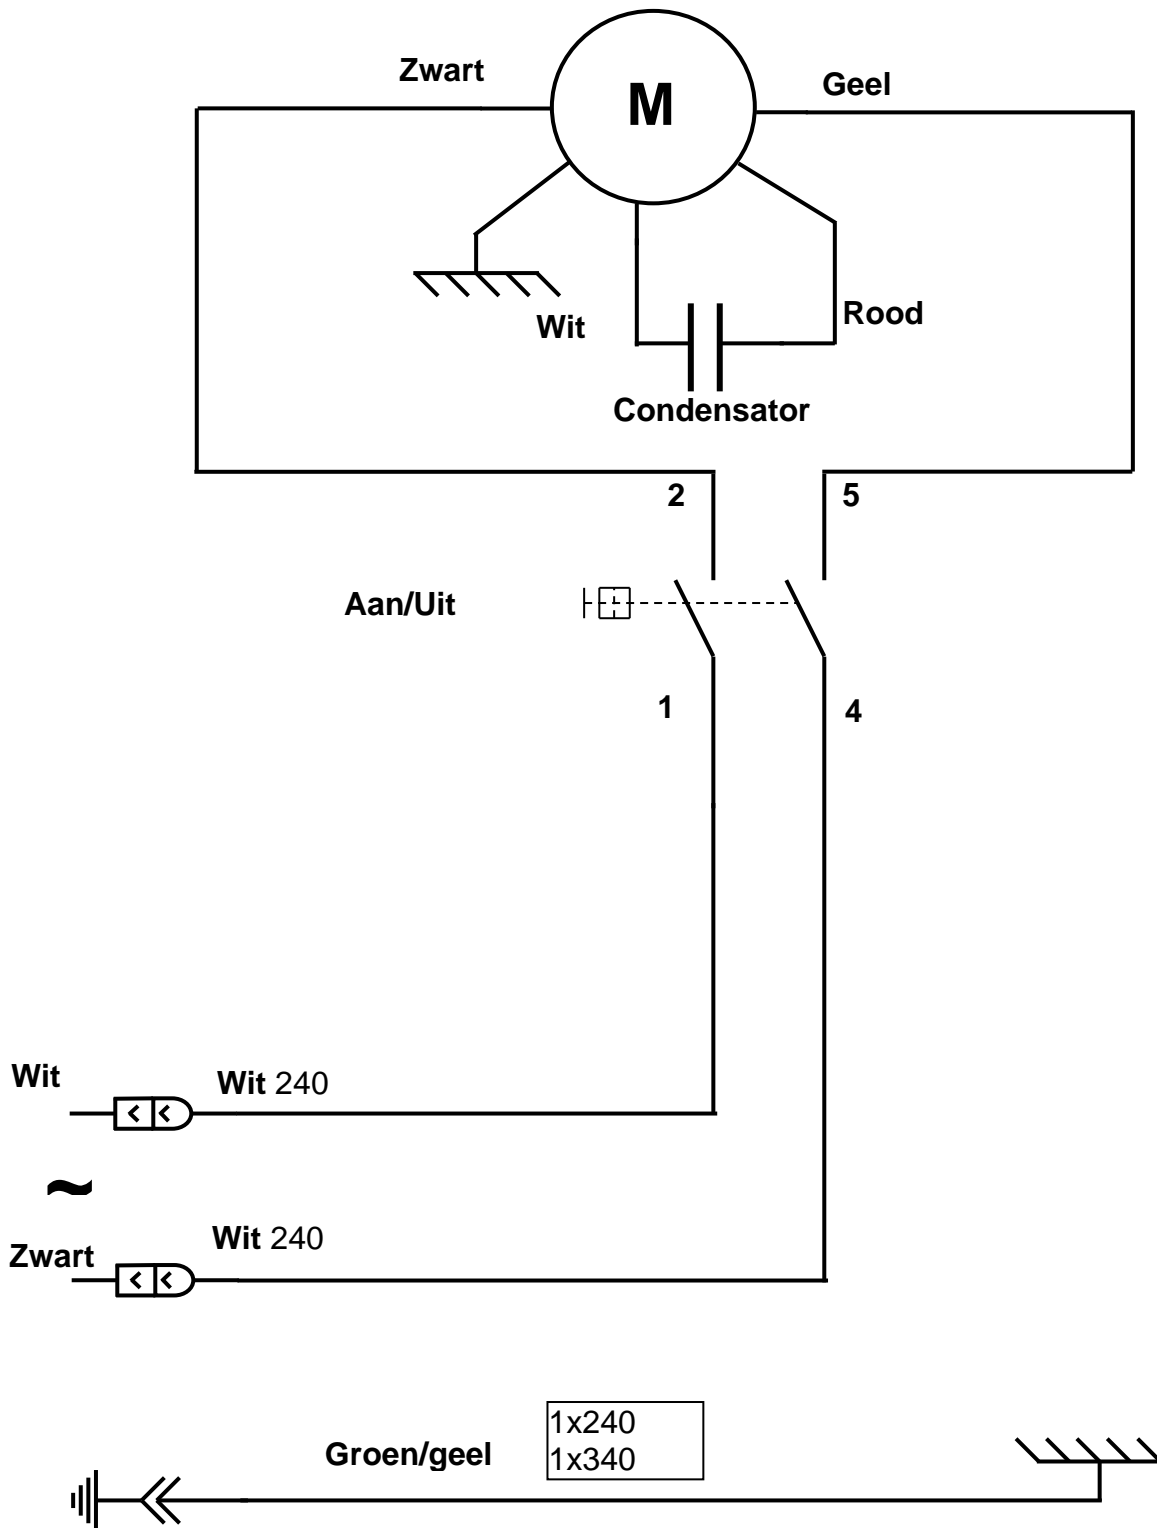 Zwart
M
Geel
Wit
Rood
Condensator
2
5
Aan/Uit
1
4
Wit
Wit 240
~
Wit 240
Zwart
1x240
Groen/geel
1x340